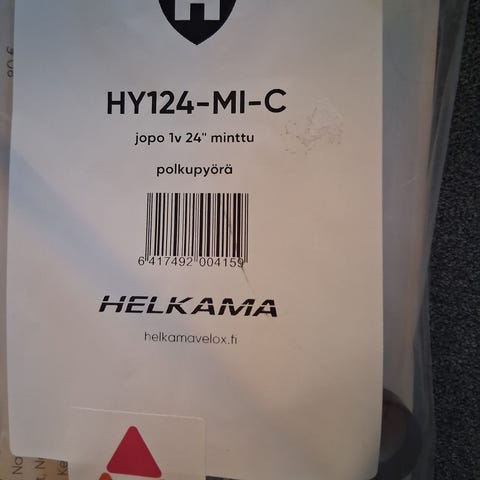 H
HY124-MI-C
jopo 1v 24" minttu
polkupyörä
6 417492 004159
HELKAMA
helkamavelox.fi